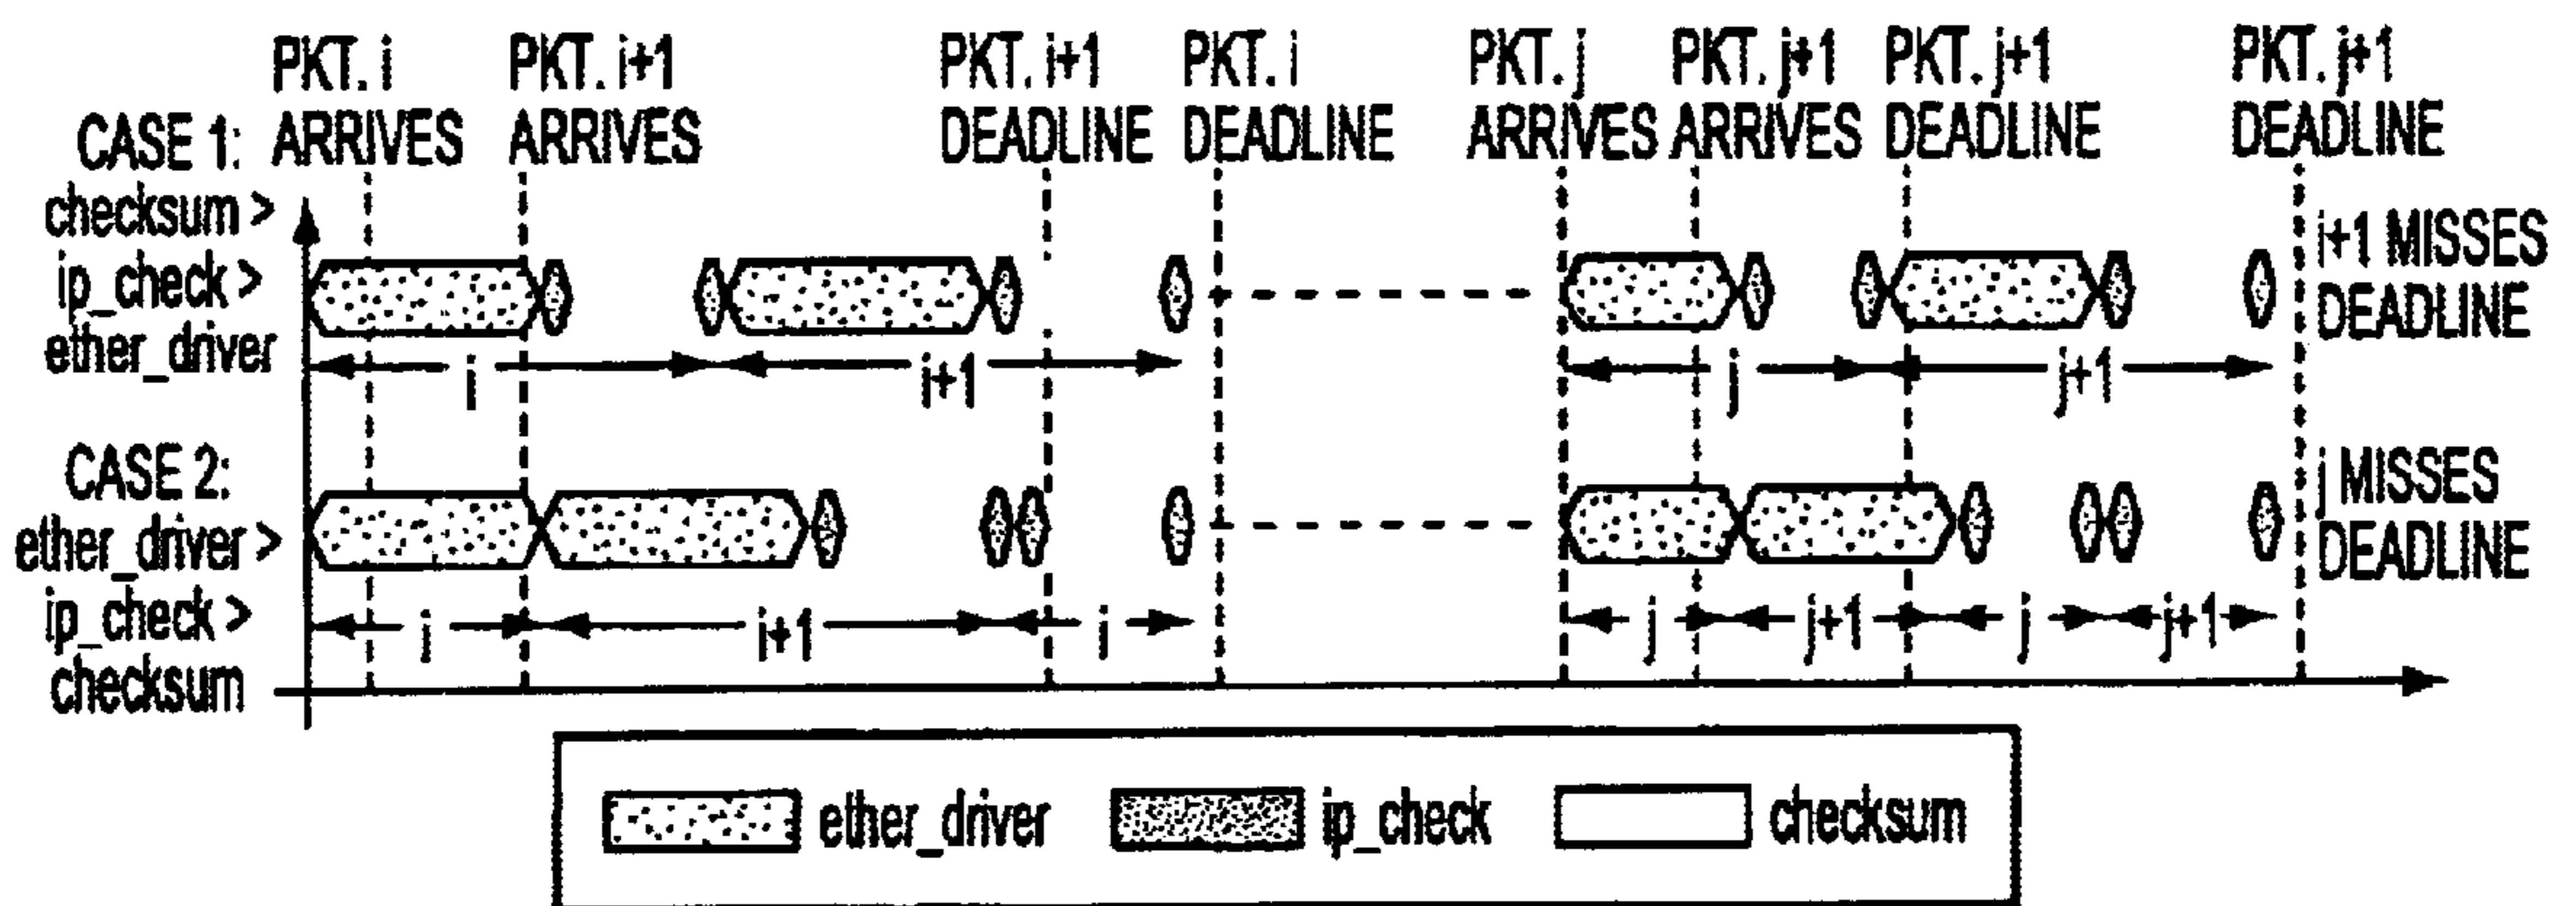 PKT. i
ARRIVES
PKT. i+1
ARRIVES
PKT. i+1
DEADLINE
PKT. i
DEADLINE
PKT. j
ARRIVES
PKT. j+1
ARRIVES
PKT. j+1
DEADLINE
PKT. j+1
DEADLINE
CASE 1:
checksum >
ip_check >
ether_driver
i+1 MISSES
DEADLINE
i
i+1
j
j+1
CASE 2:
ether_driver >
ip_check >
checksum
j MISSES
DEADLINE
i
i+1
i
j
j+1
j
j+1
ether_driver
ip_check
checksum